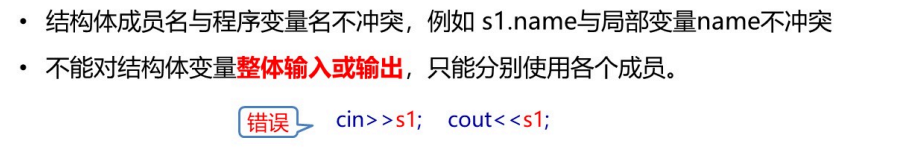 • 结构体成员名与程序变量名不冲突，例如 s1.name与局部变量name不冲突
• 不能对结构体变量整体输入或输出，只能分别使用各个成员。
错误 cin>>s1; cout<<s1;